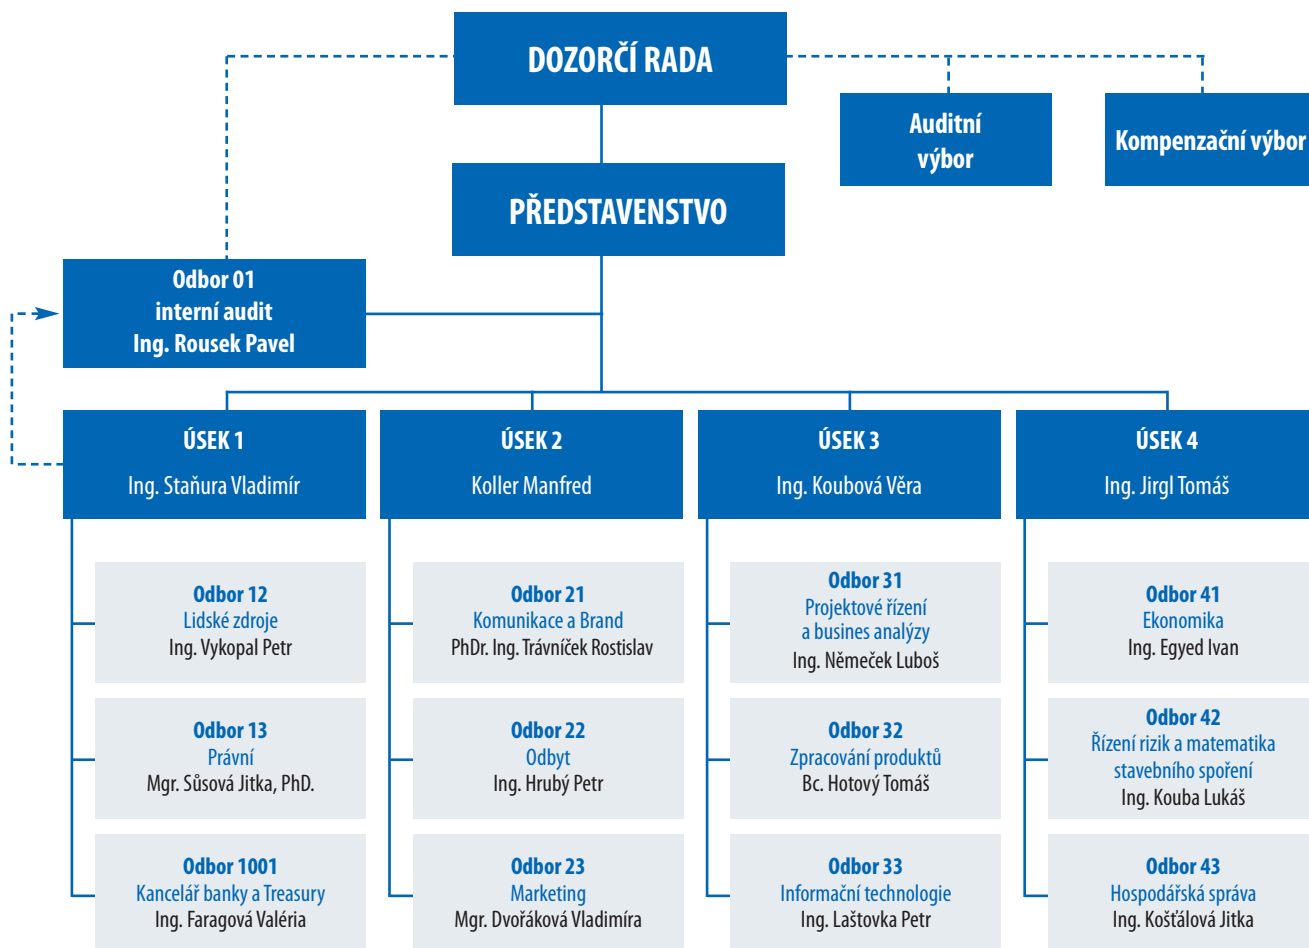 DOZORČÍ RADA
Auditní
výbor
Kompenzační výbor
PŘEDSTAVENSTVO
Odbor 01
interní audit
Ing. Rousek Pavel
ÚSEK 1
Ing. Staňura Vladimír
ÚSEK 2
Koller Manfred
ÚSEK 3
Ing. Koubová Věra
ÚSEK 4
Ing. Jirgl Tomáš
Odbor 12
Lidské zdroje
Ing. Vykopal Petr
Odbor 21
Komunikace a Brand
PhDr. Ing. Trávníček Rostislav
Odbor 31
Projektové řízení
a busines analýzy
Ing. Němeček Luboš
Odbor 41
Ekonomika
Ing. Egyed Ivan
Odbor 13
Právní
Mgr. Sůsová Jitka, PhD.
Odbor 22
Odbyt
Ing. Hrubý Petr
Odbor 32
Zpracování produktů
Bc. Hotový Tomáš
Odbor 42
Řízení rizik a matematika
stavebního spoření
Ing. Kouba Lukáš
Odbor 1001
Kancelář banky a Treasury
Ing. Faragová Valéria
Odbor 23
Marketing
Mgr. Dvořáková Vladimíra
Odbor 33
Informační technologie
Ing. Laštovka Petr
Odbor 43
Hospodářská správa
Ing. Košťálová Jitka